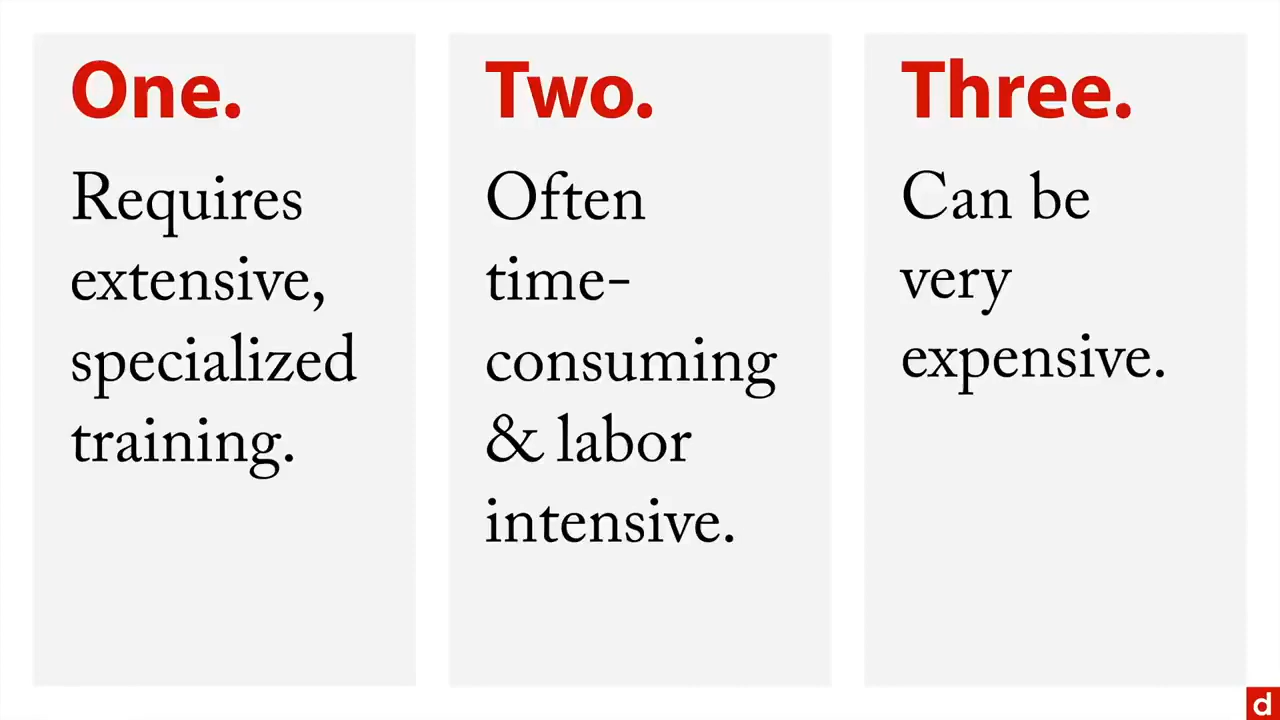 One.
Requires
extensive,
specialized
training.
Two.
Often
time-
consuming
& labor
intensive.
Three.
Can be
very
expensive.
d